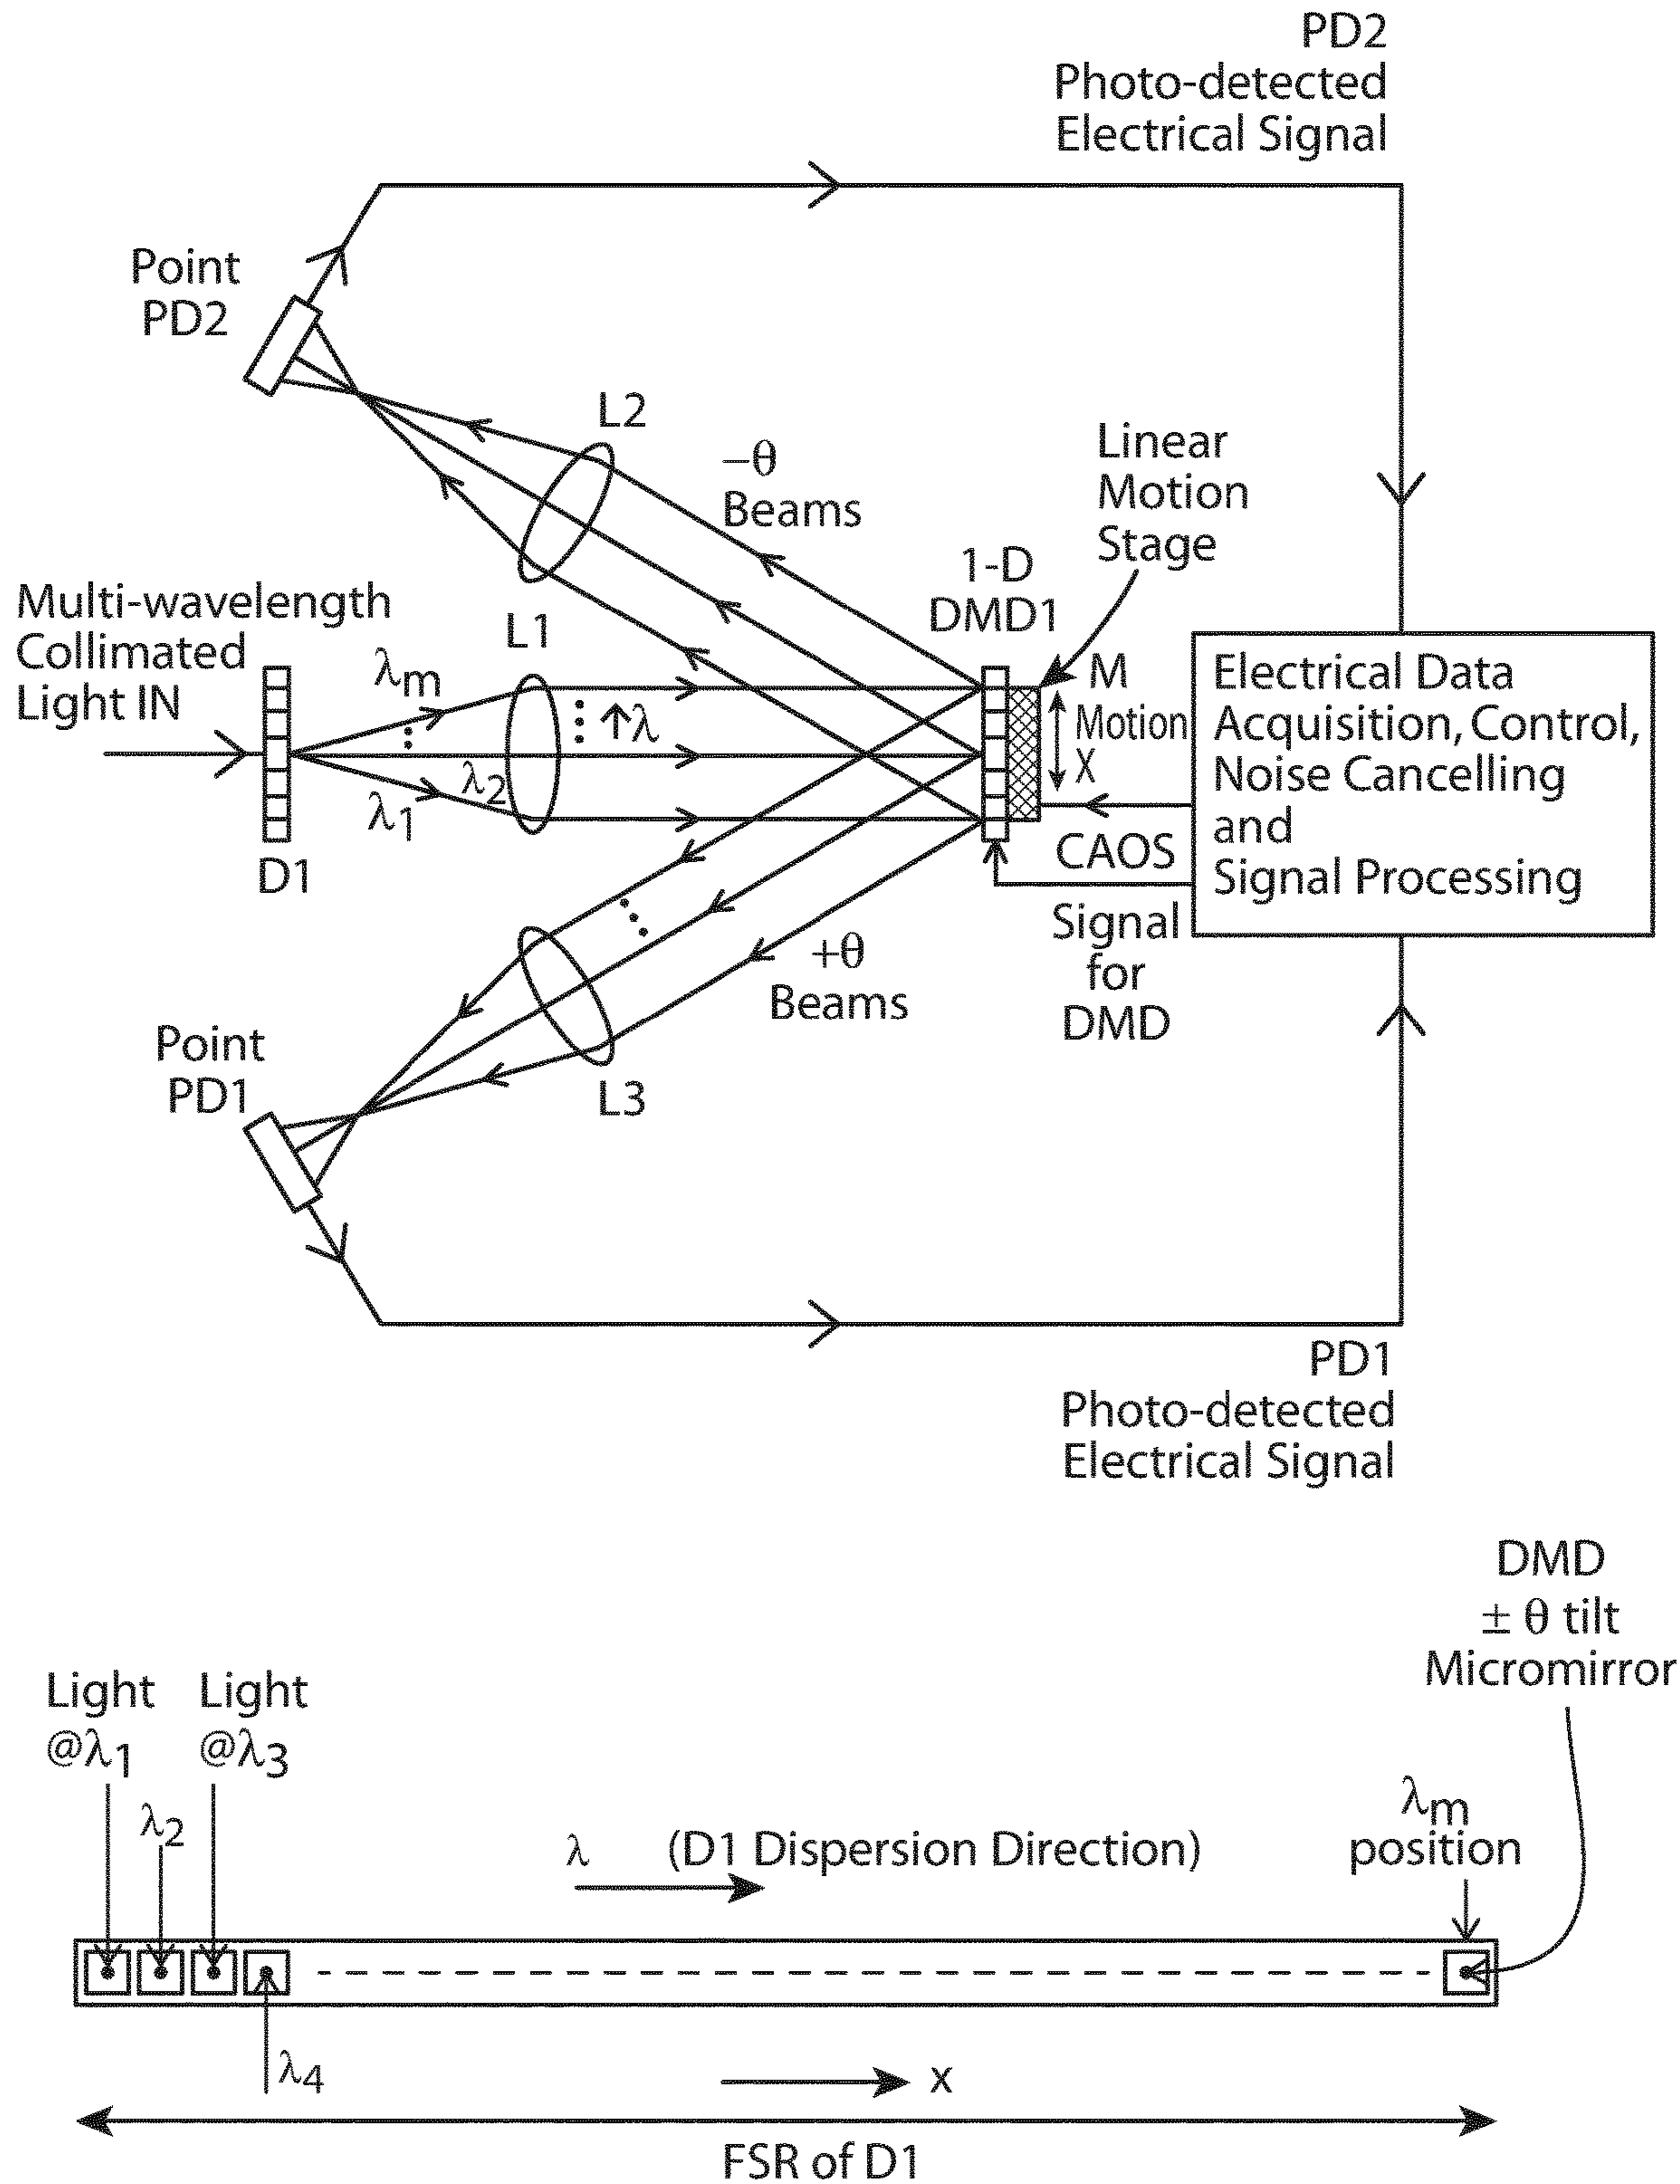 PD2
Photo-detected
Electrical Signal
Point
PD2
L2
−θ
Beams
Linear
Motion
Stage
1-D
DMD1
Multi-wavelength
Collimated
Light IN
L1
λm
λ
λ2
λ1
D1
M
Motion
X
Electrical Data
Acquisition, Control,
Noise Cancelling
and
Signal Processing
CAOS
Signal
for
DMD
+θ
Beams
Point
PD1
L3
PD1
Photo-detected
Electrical Signal
DMD
± θ tilt
Micromirror
Light
@λ1
Light
@λ3
λ2
λ (D1 Dispersion Direction)
λm
position
λ4
x
FSR of D1